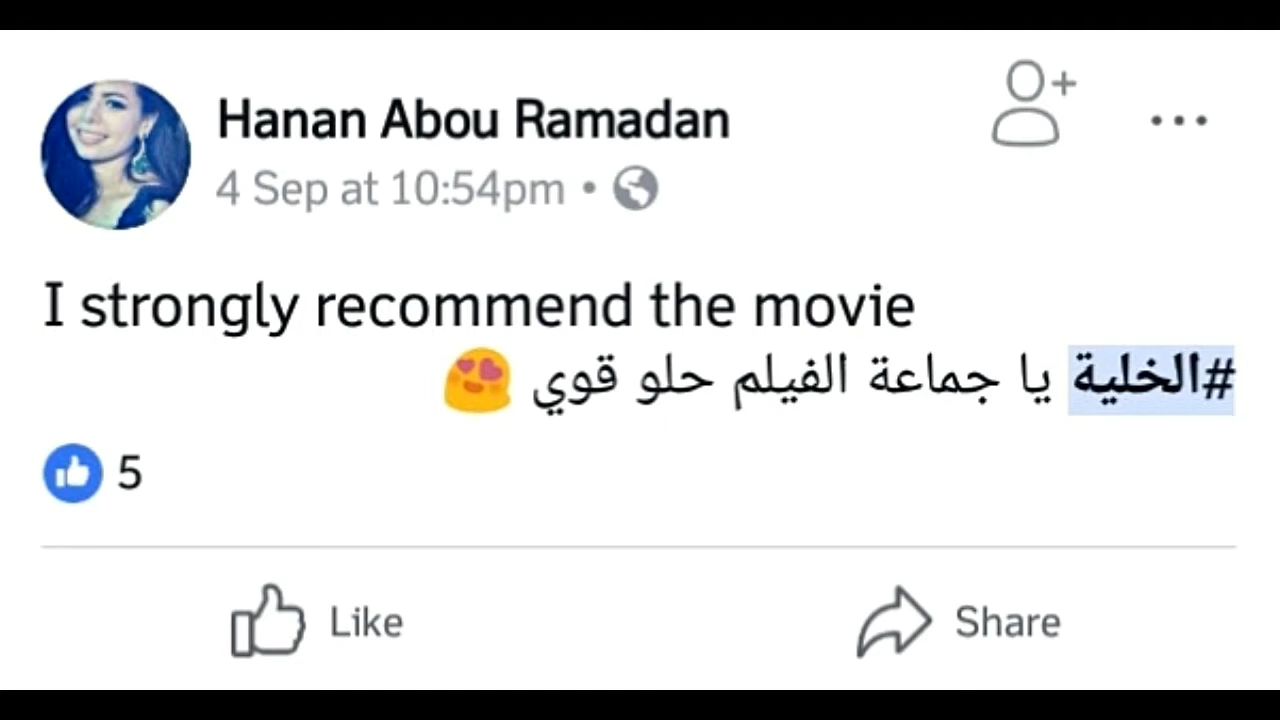 Hanan Abou Ramadan
4 Sep at 10:54pm •
I strongly recommend the movie
#الخلية يا جماعة الفيلم حلو قوي 😍
5
Like
Share